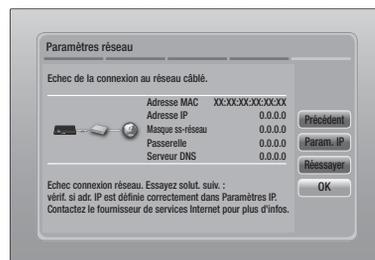 Paramètres réseau
Echec de la connexion au réseau câblé.
Adresse MAC XX:XX:XX:XX:XX:XX
Adresse IP 0.0.0.0
Masque ss-réseau 0.0.0.0
Passerelle 0.0.0.0
Serveur DNS 0.0.0.0
Précédent
Param. IP
Réessayer
OK
Echec connexion réseau. Essayez solut. suiv. :
vérif. si adr. IP est définie correctement dans Paramètres IP.
Contactez le fournisseur de services Internet pour plus d'infos.